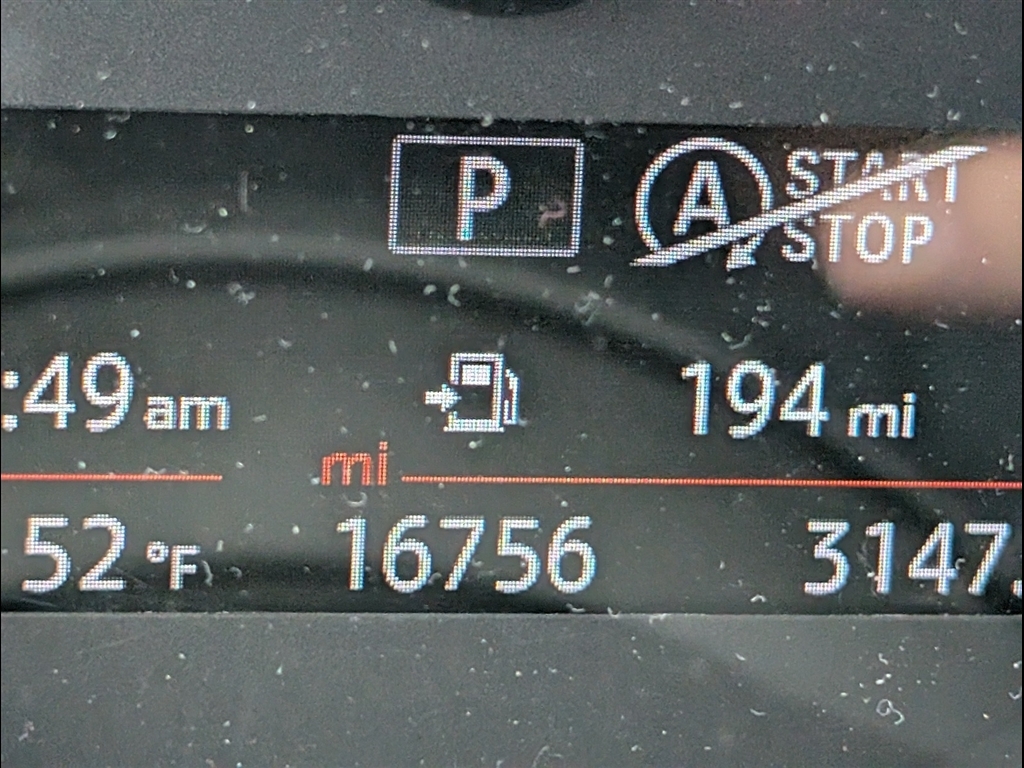 P A START
STOP
:49 am 194 mi
mi
52 °F 16756 3147.